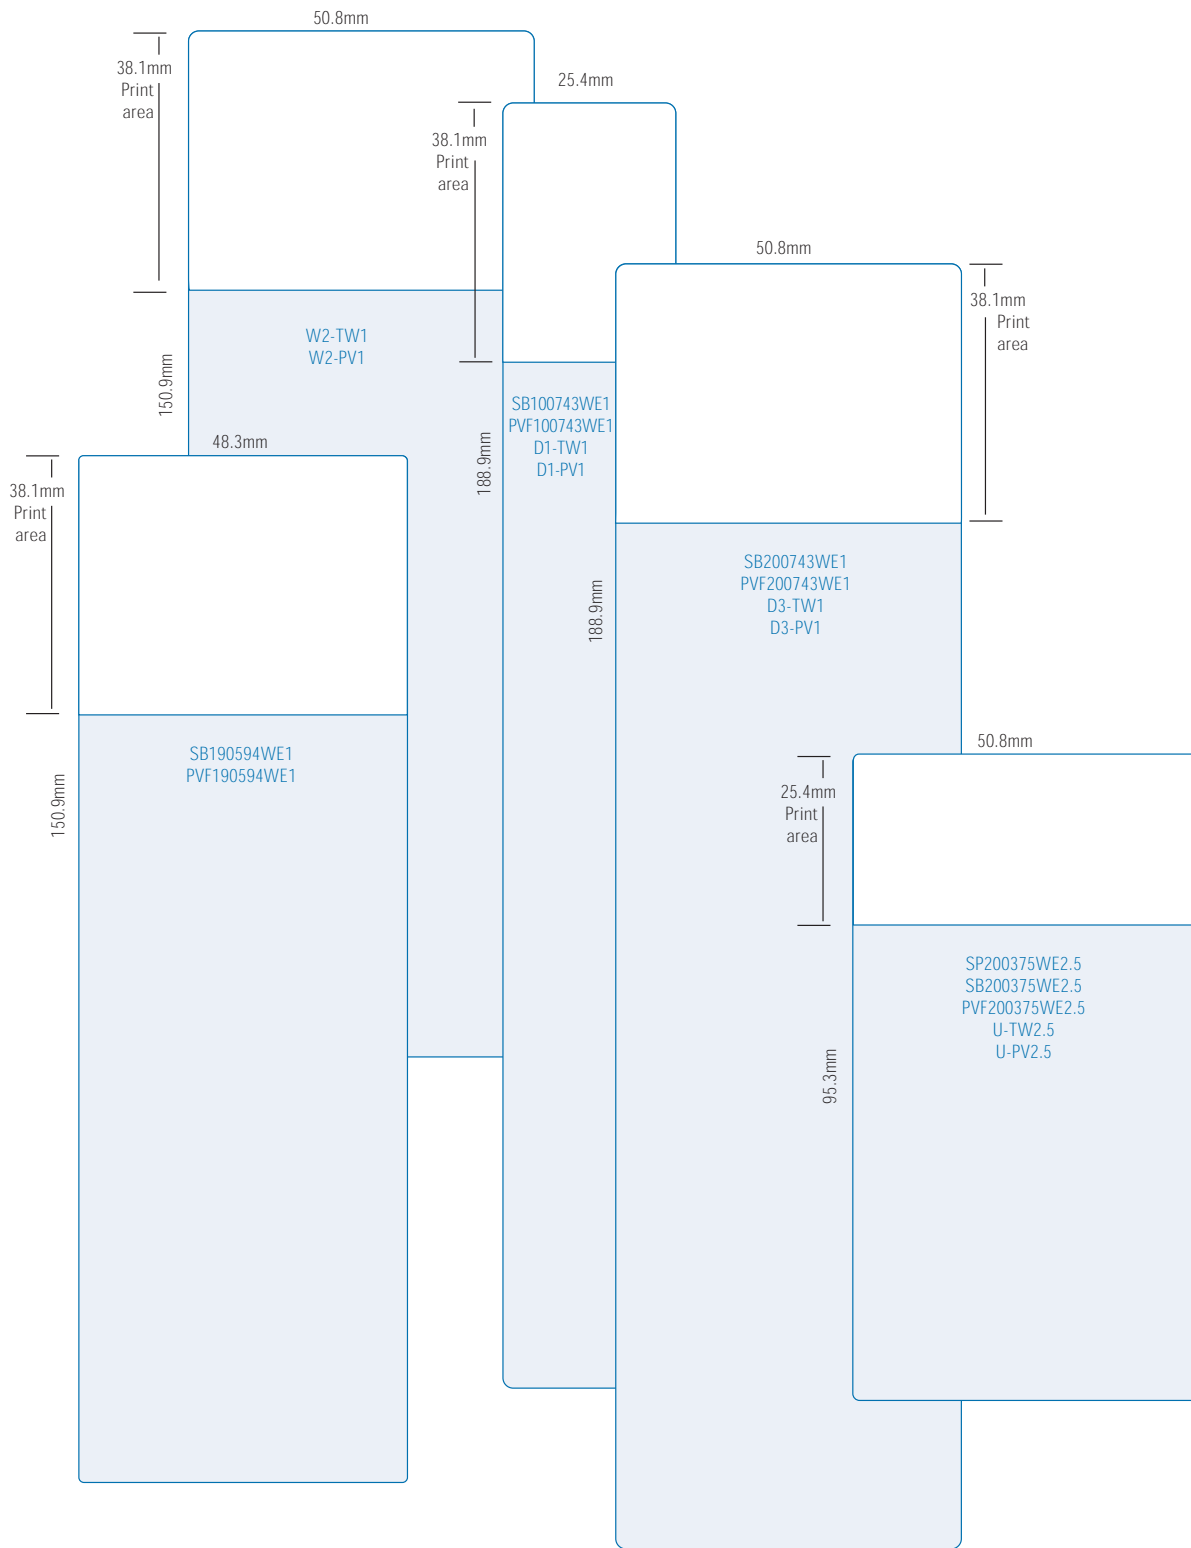 50.8mm
38.1mm
Print
area
150.9mm
W2-TW1
W2-PV1
25.4mm
38.1mm
Print
area
188.9mm
SB100743WE1
PVF100743WE1
D1-TW1
D1-PV1
50.8mm
38.1mm
Print
area
188.9mm
SB200743WE1
PVF200743WE1
D3-TW1
D3-PV1
48.3mm
38.1mm
Print
area
150.9mm
SB190594WE1
PVF190594WE1
50.8mm
25.4mm
Print
area
95.3mm
SP200375WE2.5
SB200375WE2.5
PVF200375WE2.5
U-TW2.5
U-PV2.5